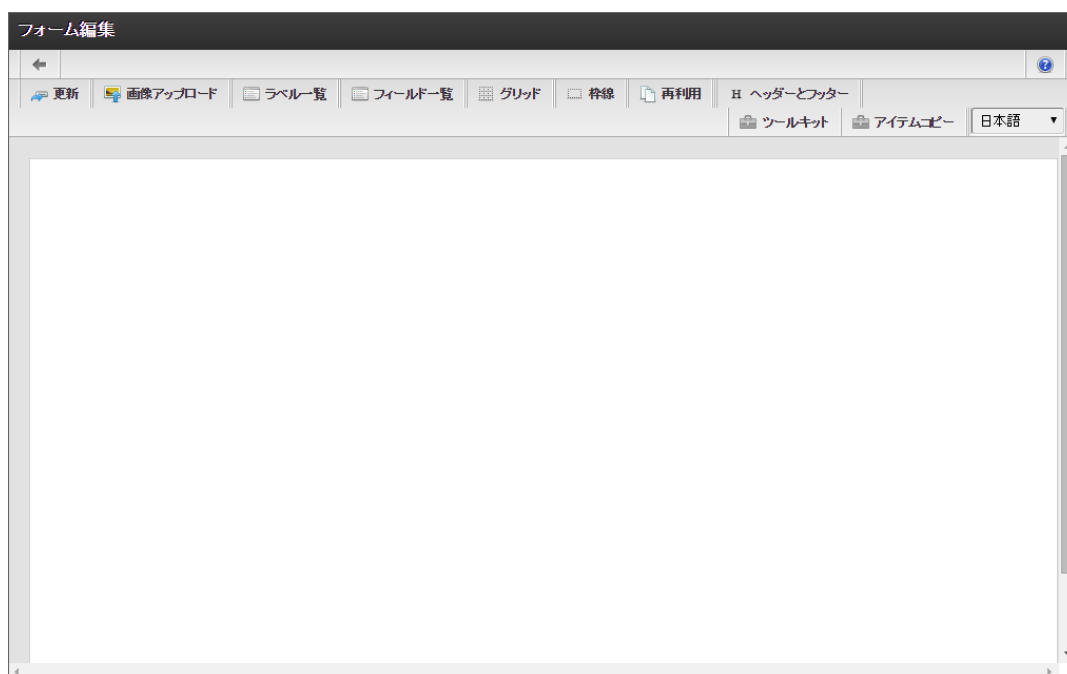 フォーム編集
更新 画像アップロード ラベル一覧 フィールド一覧 グリッド 枠線 再利用 H ヘッダーとフッター
ツールキット アイテムコピー 日本語